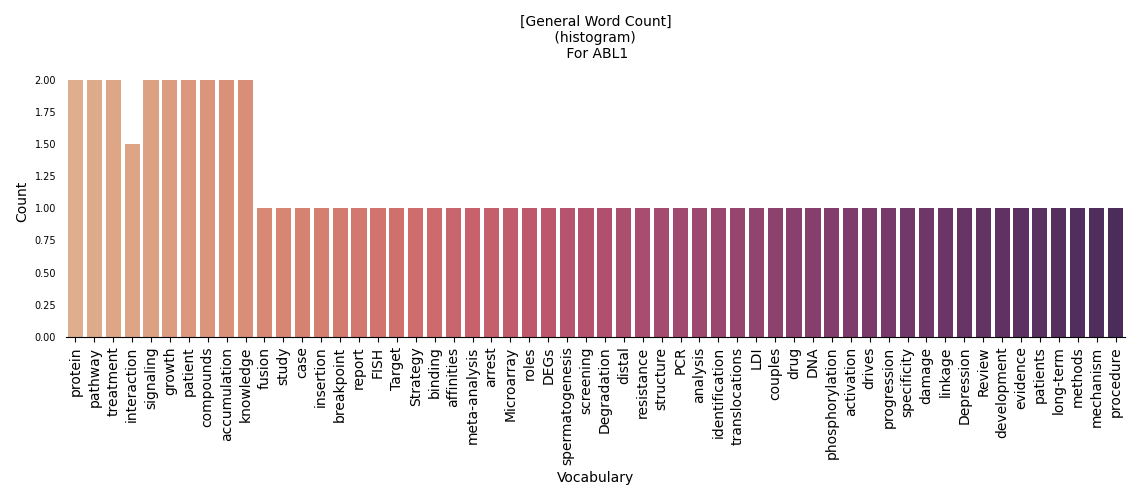 [General Word Count]
(histogram)
For ABL1
Count
2.00
1.75
1.50
1.25
1.00
0.75
0.50
0.25
0.00
protein
pathway
treatment
interaction
signaling
growth
patient
compounds
accumulation
knowledge
fusion
study
case
insertion
breakpoint
report
FISH
Target
Strategy
binding
affinities
meta-analysis
arrest
Microarray
roles
DEGs
spermatogenesis
screening
Degradation
distal
resistance
structure
PCR
analysis
identification
translocations
LDI
couples
drug
DNA
phosphorylation
activation
drives
progression
specificity
damage
linkage
Depression
Review
development
evidence
patients
long-term
methods
mechanism
procedure
Vocabulary